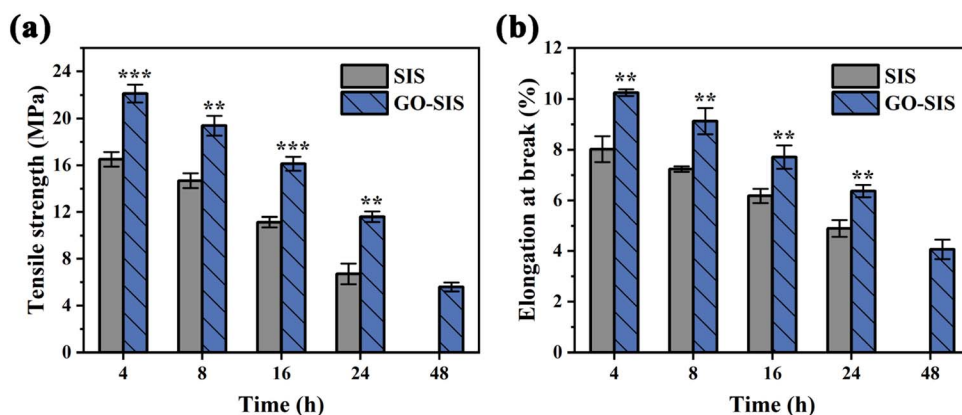 (a)
Tensile strength (MPa)
24
20
16
12
8
4
0
SIS
GO-SIS
***
**
***
**
4 8 16 24 48
Time (h)
(b)
Elongation at break (%)
12
10
8
6
4
2
0
SIS
GO-SIS
**
**
**
**
4 8 16 24 48
Time (h)